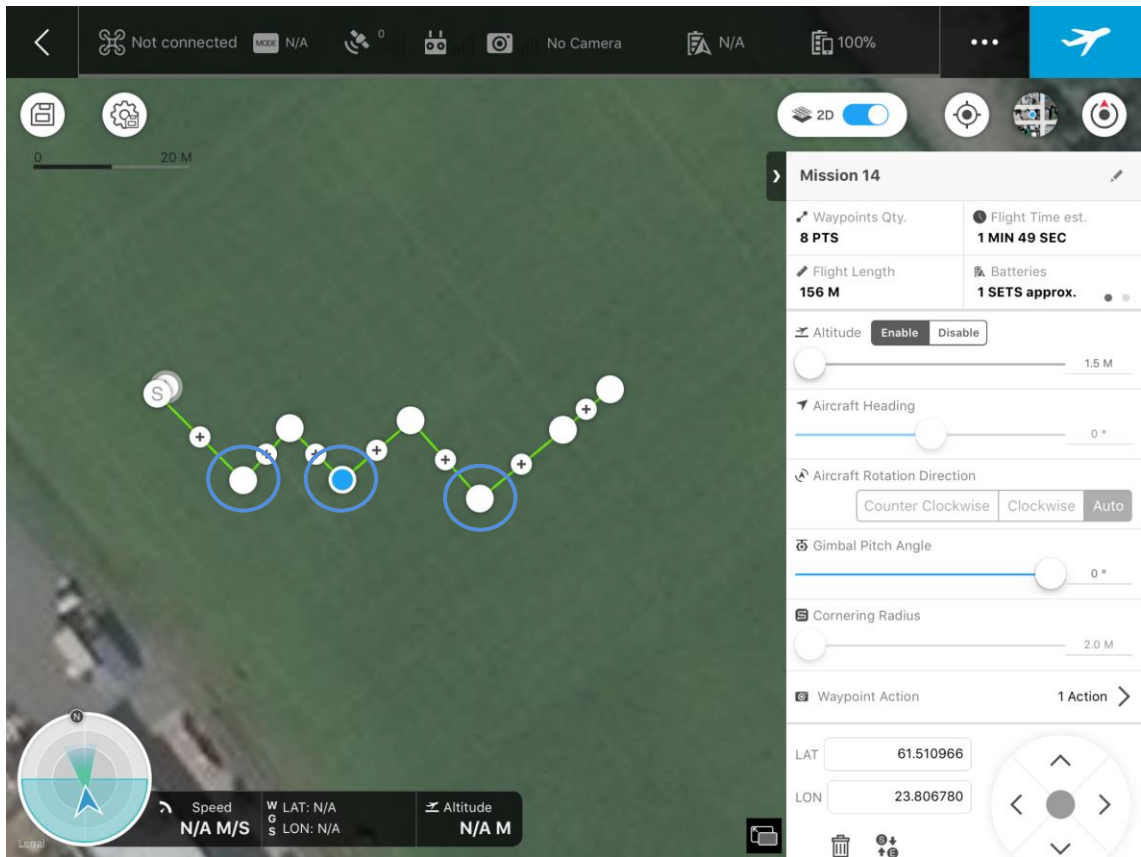 Not connected MODE N/A 0 No Camera N/A 100%
2D
0 20 M
Mission 14
Waypoints Qty. Flight Time est.
8 PTS 1 MIN 49 SEC
Flight Length Batteries
156 M 1 SETS approx.
Altitude Enable Disable
1.5 M
Aircraft Heading
0 °
Aircraft Rotation Direction
Counter Clockwise Clockwise Auto
Gimbal Pitch Angle
0 °
Cornering Radius
2.0 M
Waypoint Action 1 Action
LAT 61.510966
LON 23.806780
S
E
S
N
Speed WGS LAT: N/A Altitude
N/A M/S LON: N/A N/A M
Legal